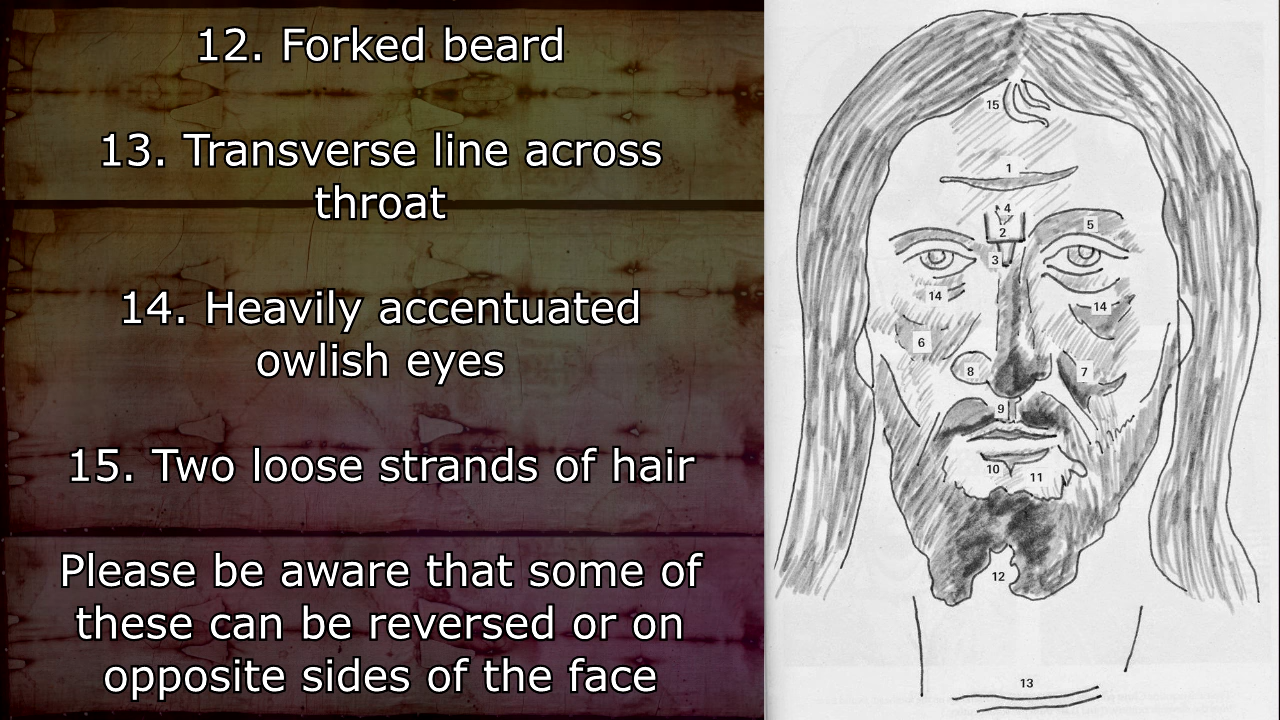 12. Forked beard
13. Transverse line across
throat
14. Heavily accentuated
owlish eyes
15. Two loose strands of hair
Please be aware that some of
these can be reversed or on
opposite sides of the face
15
1
4
2
5
3
14
14
6
8
7
9
10
11
12
13